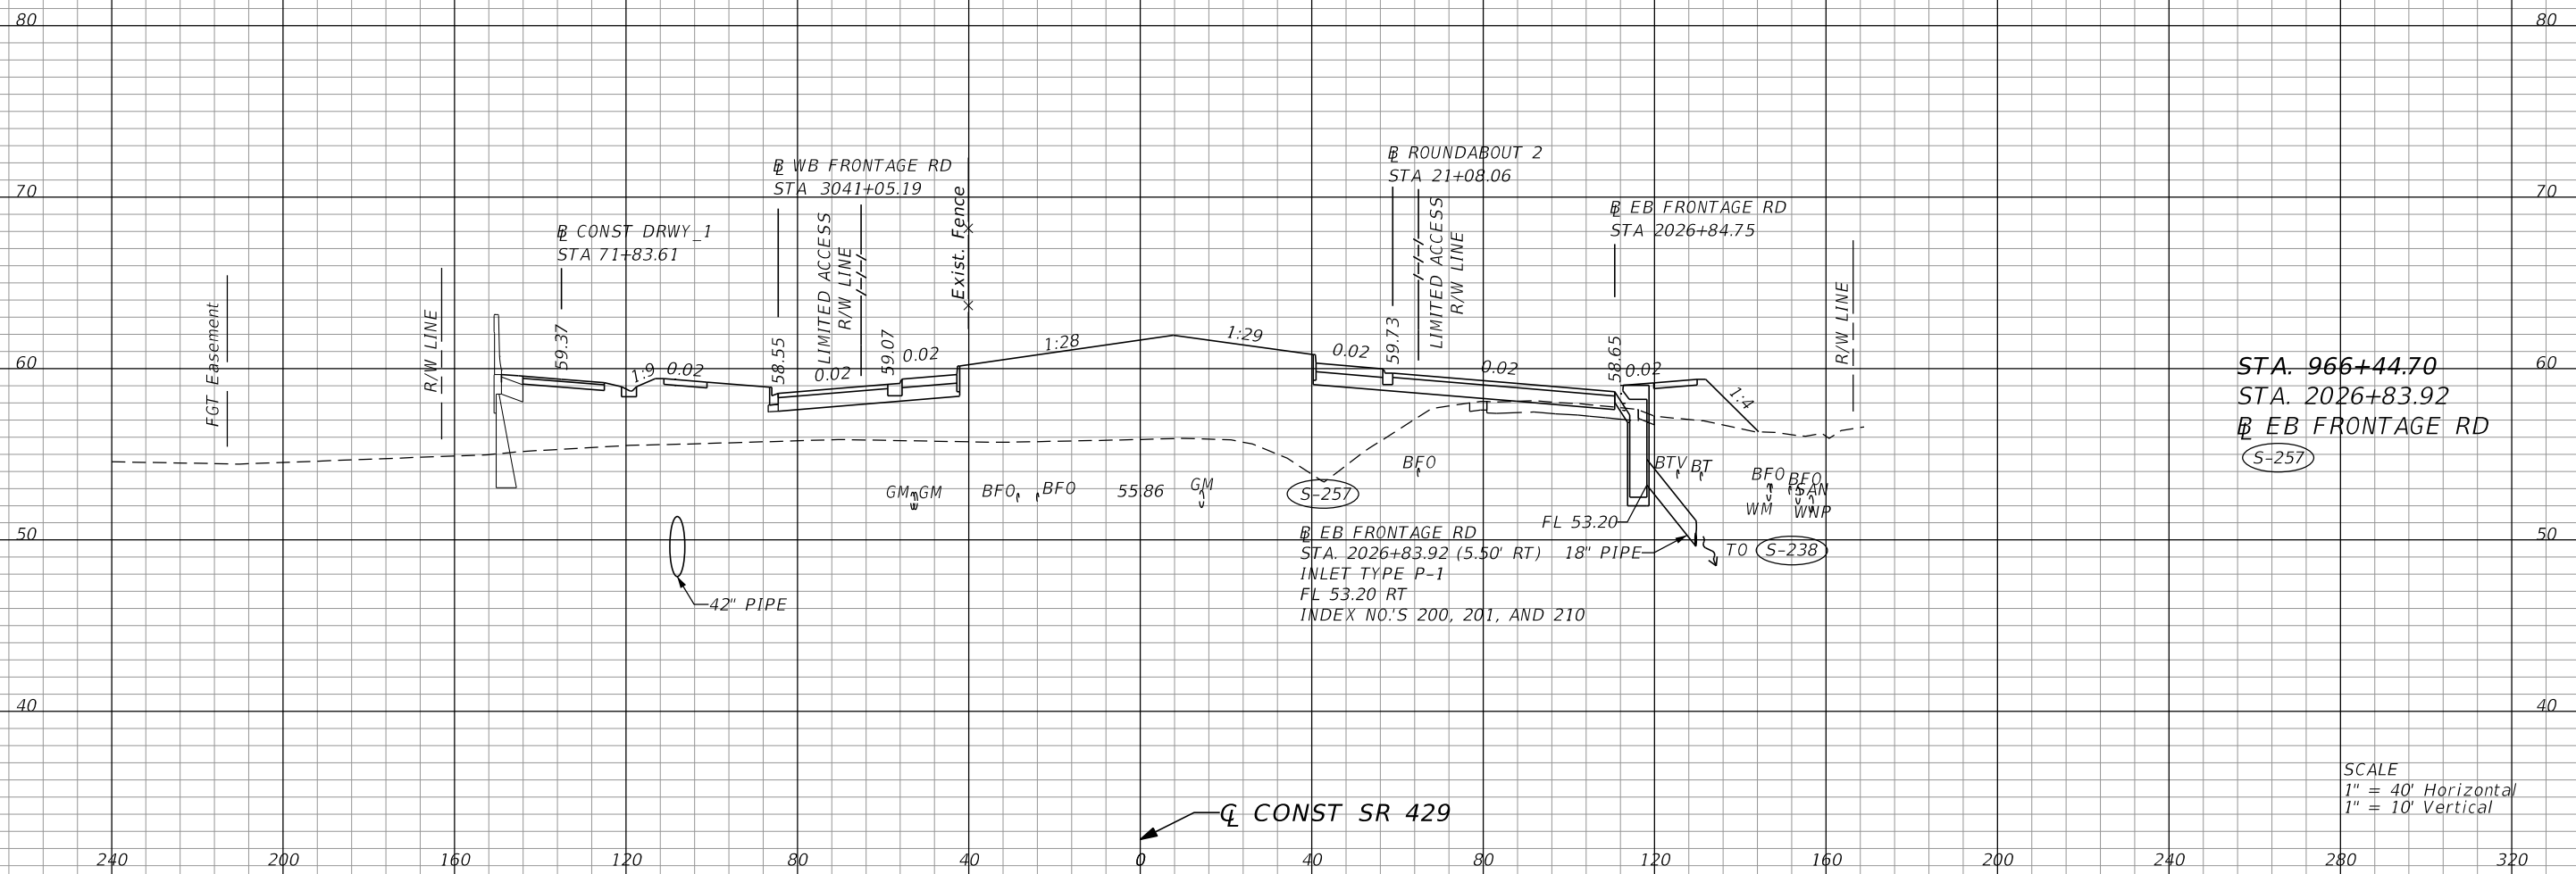 80
80
70
70
60
60
50
50
40
40
FGT Easement
R/W LINE
℄ CONST DRWY_1
STA 71+83.61
59.37
1:9
0.02
℄ WB FRONTAGE RD
STA 3041+05.19
58.55
LIMITED ACCESS
R/W LINE
0.02
59.07
0.02
Exist. Fence
1:28
1:29
0.02
℄ ROUNDABOUT 2
STA 21+08.06
59.73
LIMITED ACCESS
R/W LINE
0.02
℄ EB FRONTAGE RD
STA 2026+84.75
58.65
0.02
1:4
R/W LINE
STA. 966+44.70
STA. 2026+83.92
℄ EB FRONTAGE RD
S-257
GM
GM
BFO
BFO
55.86
GM
S-257
BFO
BTV
BT
BFO
BFO
SAN
WM
WNP
42" PIPE
℄ EB FRONTAGE RD
STA. 2026+83.92 (5.50' RT)
INLET TYPE P-1
FL 53.20 RT
INDEX NO.'S 200, 201, AND 210
FL 53.20
18" PIPE
TO S-238
℄ CONST SR 429
SCALE
1" = 40' Horizontal
1" = 10' Vertical
240 200 160 120 80 40 0 40 80 120 160 200 240 280 320